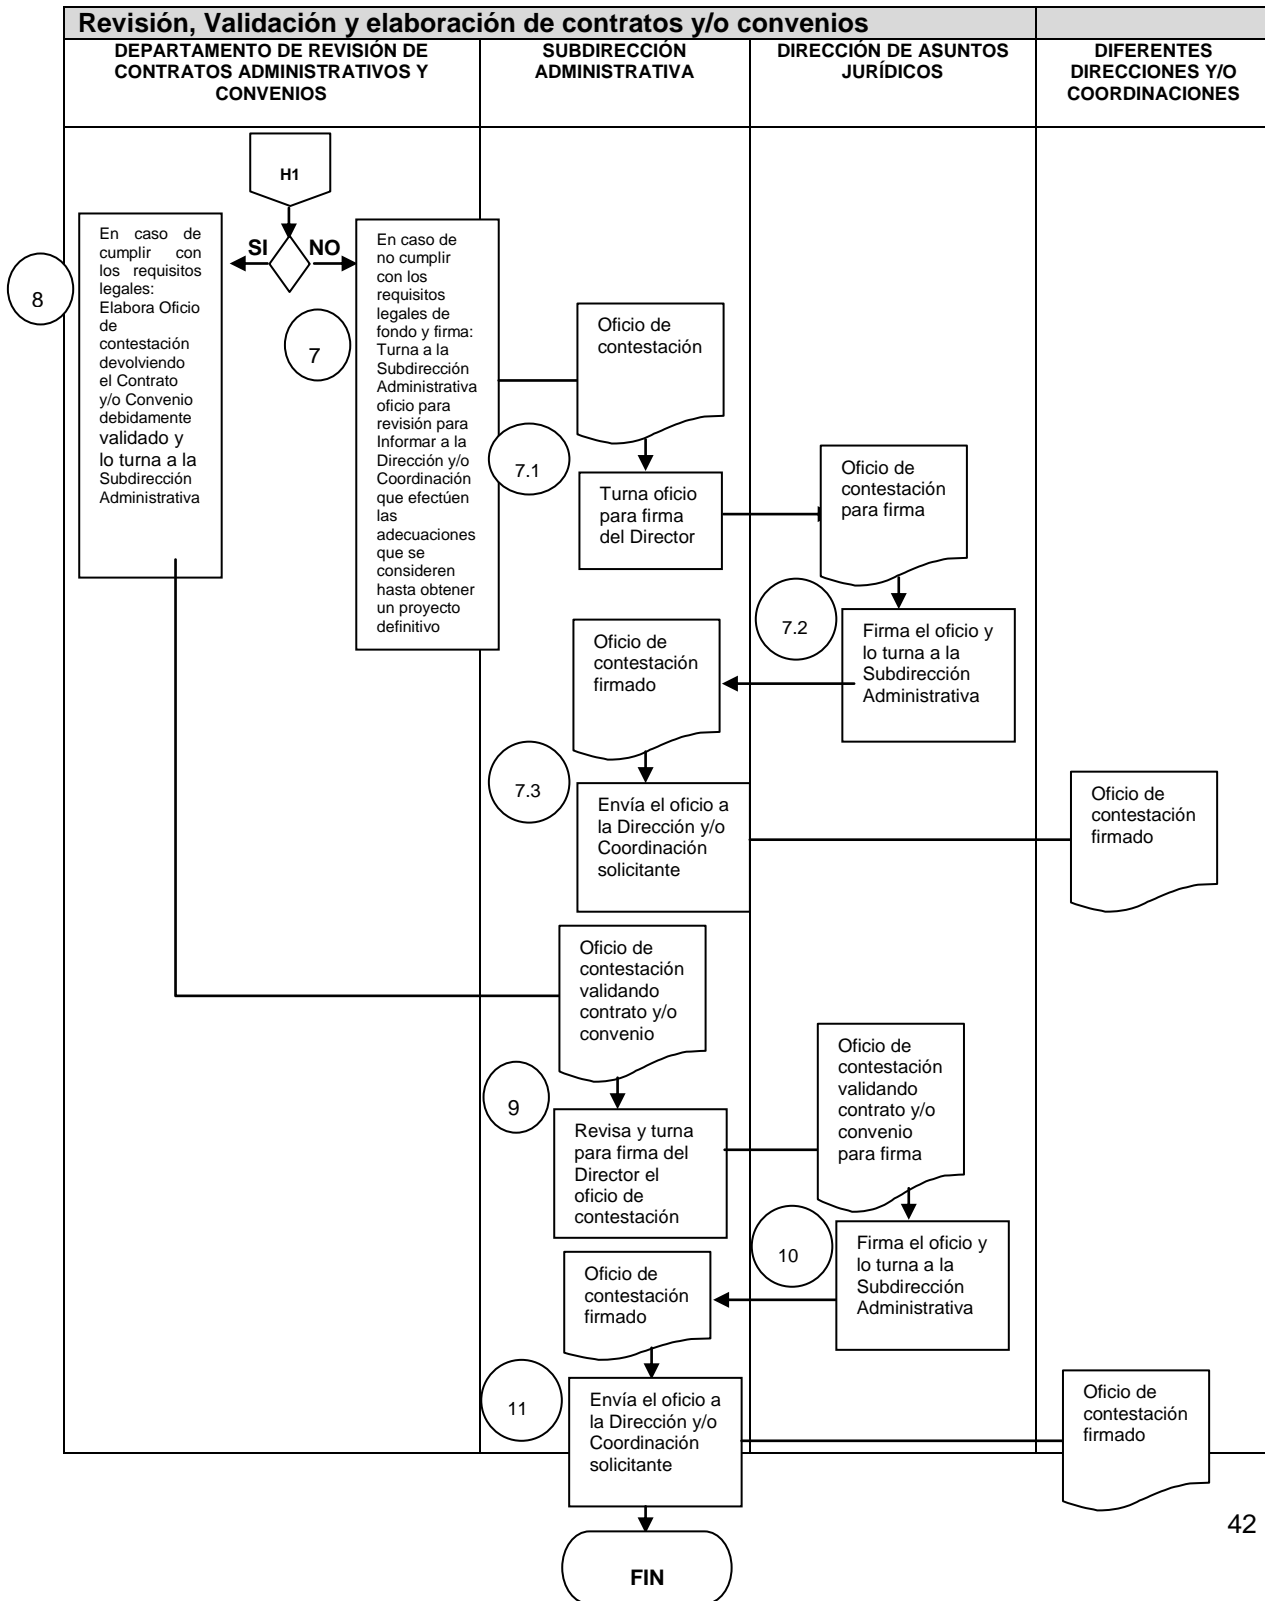 Revisión, Validación y elaboración de contratos y/o convenios
DEPARTAMENTO DE REVISIÓN DE
CONTRATOS ADMINISTRATIVOS Y
CONVENIOS
SUBDIRECCIÓN
ADMINISTRATIVA
DIRECCIÓN DE ASUNTOS
JURÍDICOS
DIFERENTES
DIRECCIONES Y/O
COORDINACIONES
H1
SI
NO
8
En caso de
cumplir con
los requisitos
legales:
Elabora Oficio
de
contestación
devolviendo
el Contrato
y/o Convenio
debidamente
validado y
lo turna a la
Subdirección
Administrativa
7
En caso de
no cumplir
con los
requisitos
legales de
fondo y firma:
Turna a la
Subdirección
Administrativa
oficio para
revisión para
Informar a la
Dirección y/o
Coordinación
que efectúen
las
adecuaciones
que se
consideren
hasta obtener
un proyecto
definitivo
Oficio de
contestación
7.1
Turna oficio
para firma
del Director
Oficio de
contestación
para firma
7.2
Firma el oficio y
lo turna a la
Subdirección
Administrativa
Oficio de
contestación
firmado
7.3
Envía el oficio a
la Dirección y/o
Coordinación
solicitante
Oficio de
contestación
firmado
Oficio de
contestación
validando
contrato y/o
convenio
9
Revisa y turna
para firma del
Director el
oficio de
contestación
Oficio de
contestación
validando
contrato y/o
convenio
para firma
10
Firma el oficio y
lo turna a la
Subdirección
Administrativa
Oficio de
contestación
firmado
11
Envía el oficio a
la Dirección y/o
Coordinación
solicitante
Oficio de
contestación
firmado
FIN
42